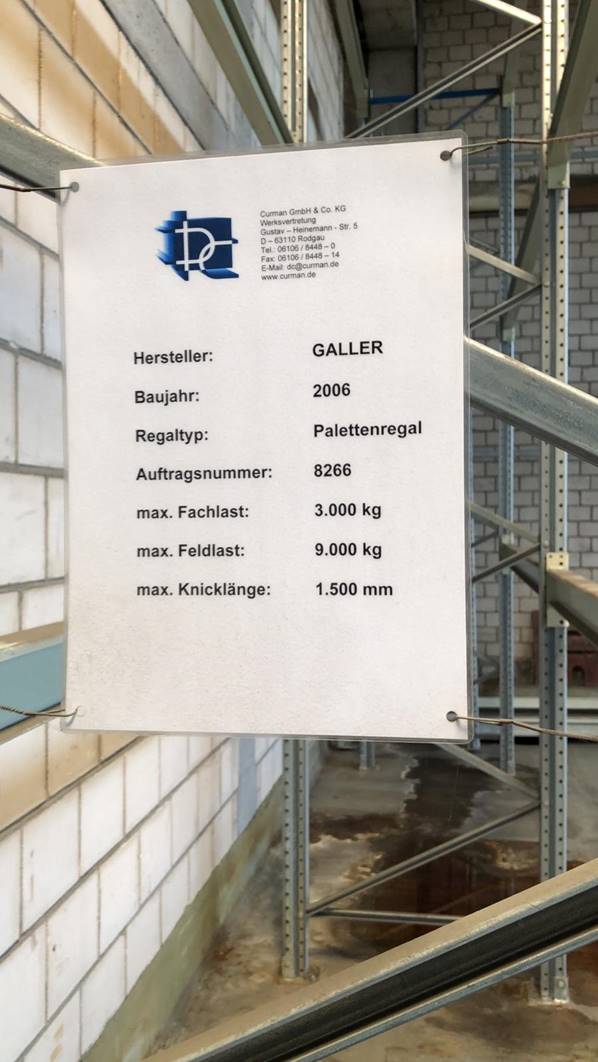 DC
Curman GmbH & Co. KG
Werksvertretung
Gustav – Heinemann - Str. 5
D – 63110 Rodgau
Tel.: 06106 / 8448 – 0
Fax: 06106 / 8448 – 14
E-Mail: dc@curman.de
www.curman.de
Hersteller: GALLER
Baujahr: 2006
Regaltyp: Palettenregal
Auftragsnummer: 8266
max. Fachlast: 3.000 kg
max. Feldlast: 9.000 kg
max. Knicklänge: 1.500 mm